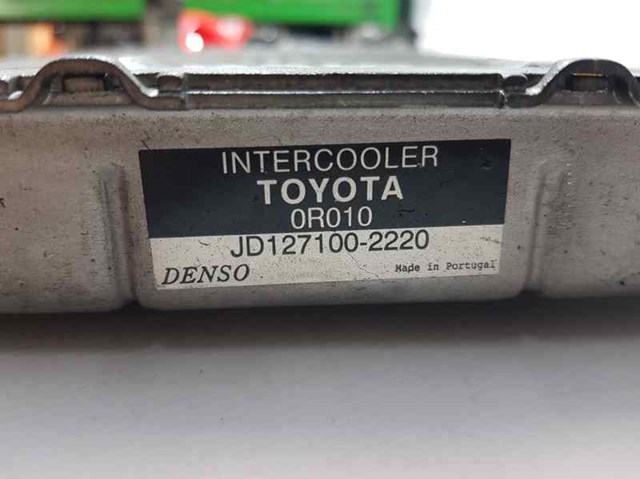 INTERCOOLER
TOYOTA
0R010
JD127100-2220
DENSO Made in Portugal